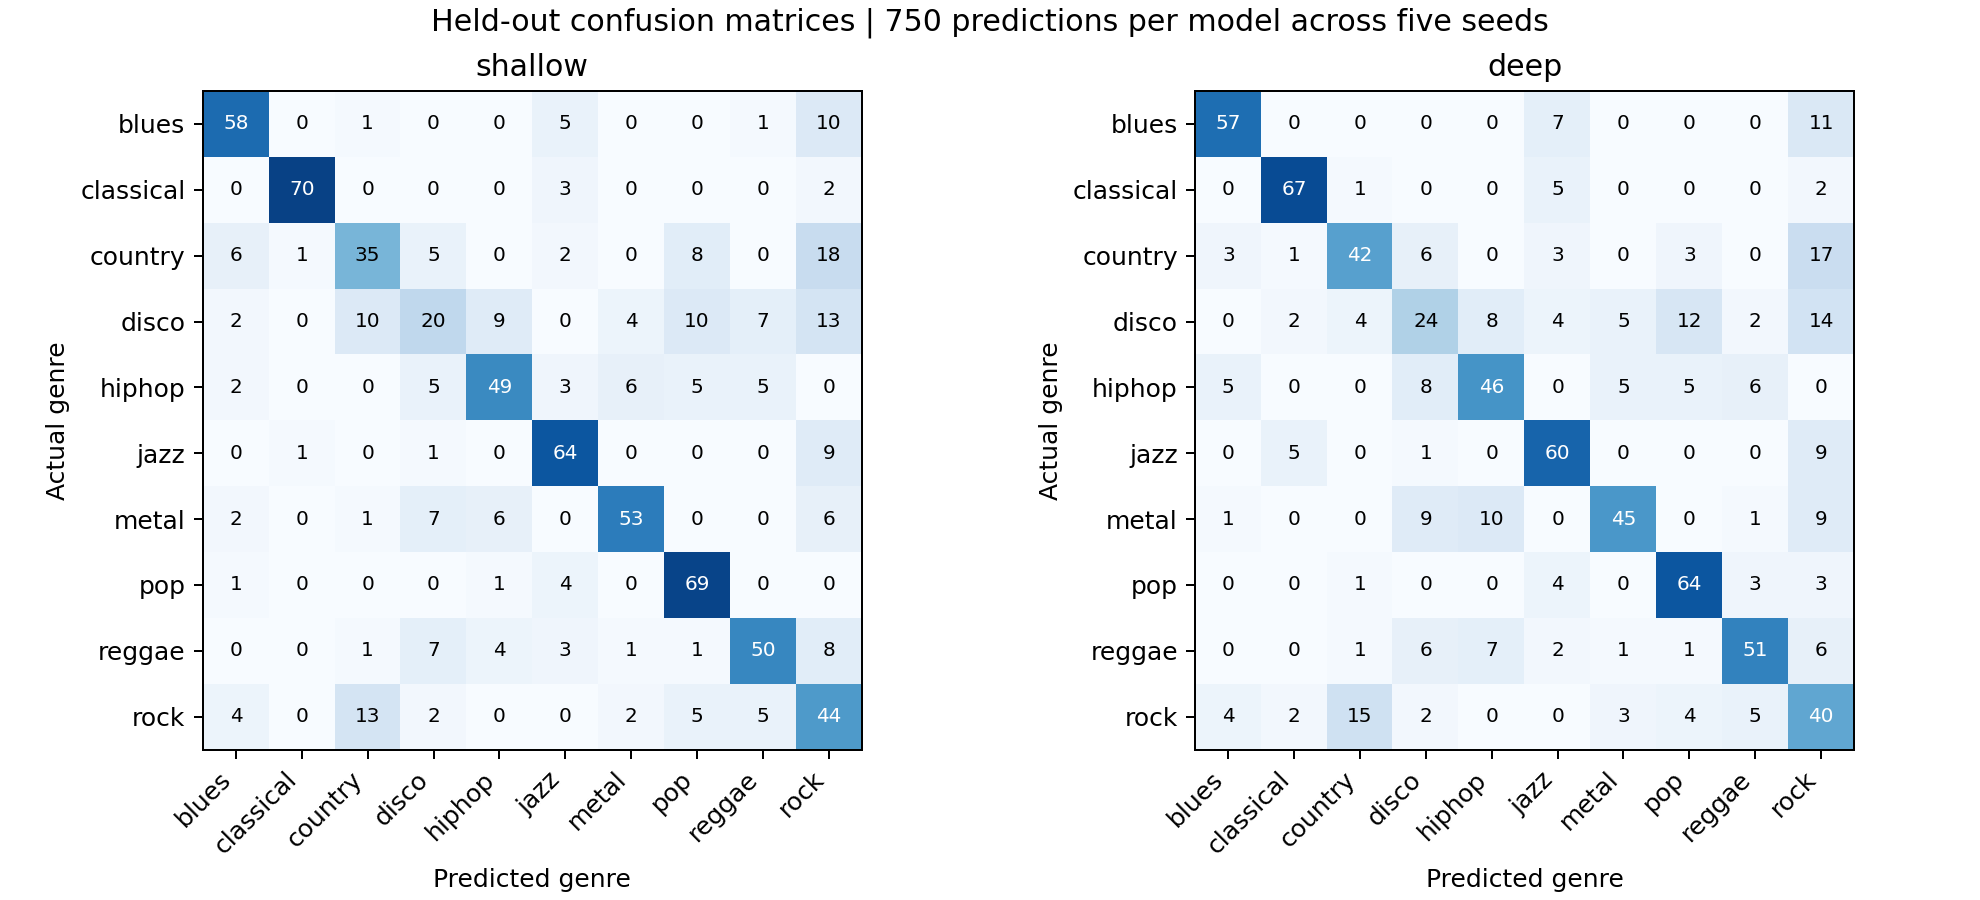 Held-out confusion matrices | 750 predictions per model across five seeds
shallow
blues 58 0 1 0 0 5 0 0 1 10
classical 0 70 0 0 0 3 0 0 0 2
country 6 1 35 5 0 2 0 8 0 18
disco 2 0 10 20 9 0 4 10 7 13
hiphop 2 0 0 5 49 3 6 5 5 0
jazz 0 1 0 1 0 64 0 0 0 9
metal 2 0 1 7 6 0 53 0 0 6
pop 1 0 0 0 1 4 0 69 0 0
reggae 0 0 1 7 4 3 1 1 50 8
rock 4 0 13 2 0 0 2 5 5 44
Actual genre
blues classical country disco hiphop jazz metal pop reggae rock
Predicted genre
deep
blues 57 0 0 0 0 7 0 0 0 11
classical 0 67 1 0 0 5 0 0 0 2
country 3 1 42 6 0 3 0 3 0 17
disco 0 2 4 24 8 4 5 12 2 14
hiphop 5 0 0 8 46 0 5 5 6 0
jazz 0 5 0 1 0 60 0 0 0 9
metal 1 0 0 9 10 0 45 0 1 9
pop 0 0 1 0 0 4 0 64 3 3
reggae 0 0 1 6 7 2 1 1 51 6
rock 4 2 15 2 0 0 3 4 5 40
Actual genre
blues classical country disco hiphop jazz metal pop reggae rock
Predicted genre